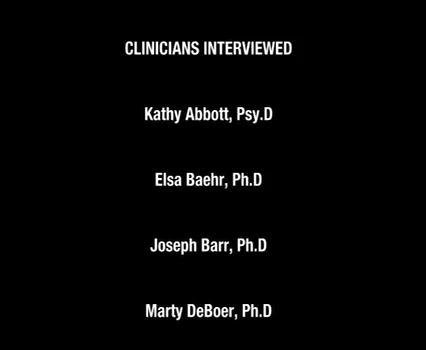 CLINICIANS INTERVIEWED
Kathy Abbott, Psy.D
Elsa Baehr, Ph.D
Joseph Barr, Ph.D
Marty DeBoer, Ph.D